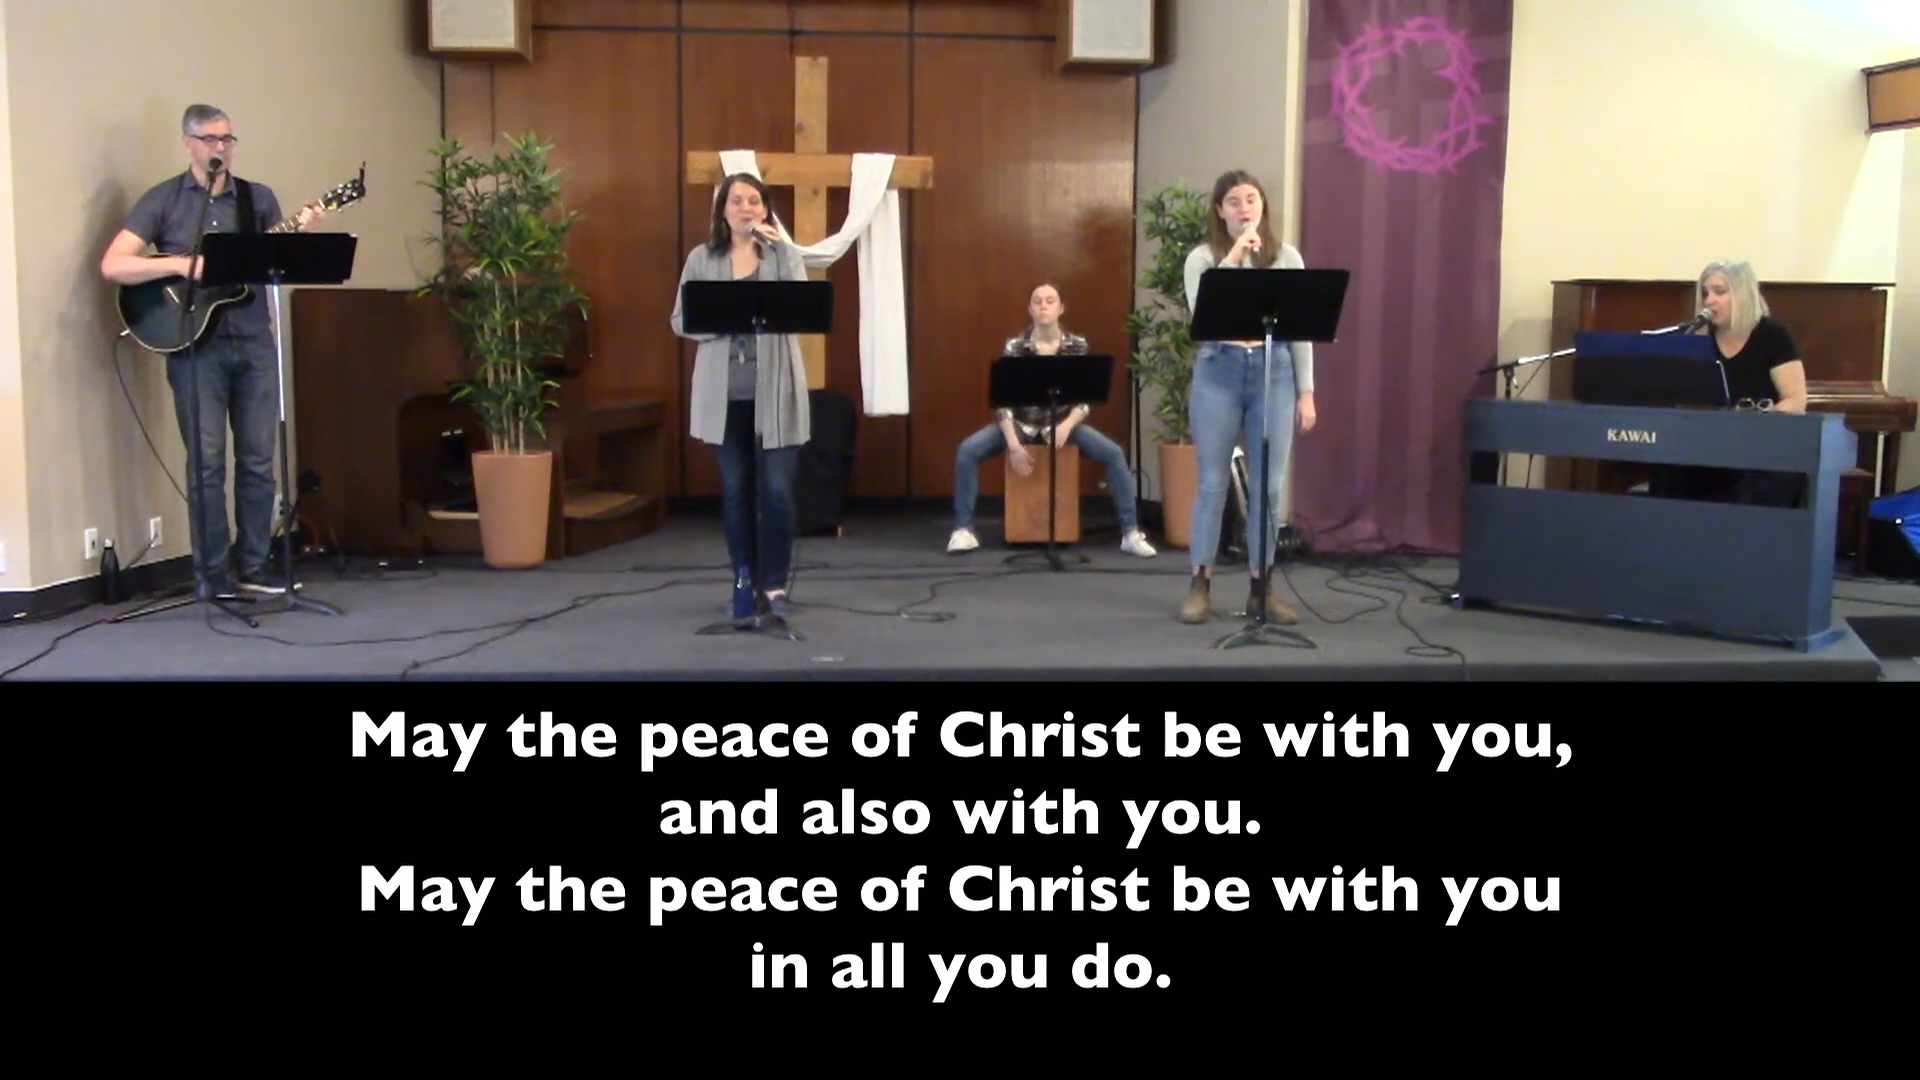 KAWAI
May the peace of Christ be with you,
and also with you.
May the peace of Christ be with you
in all you do.